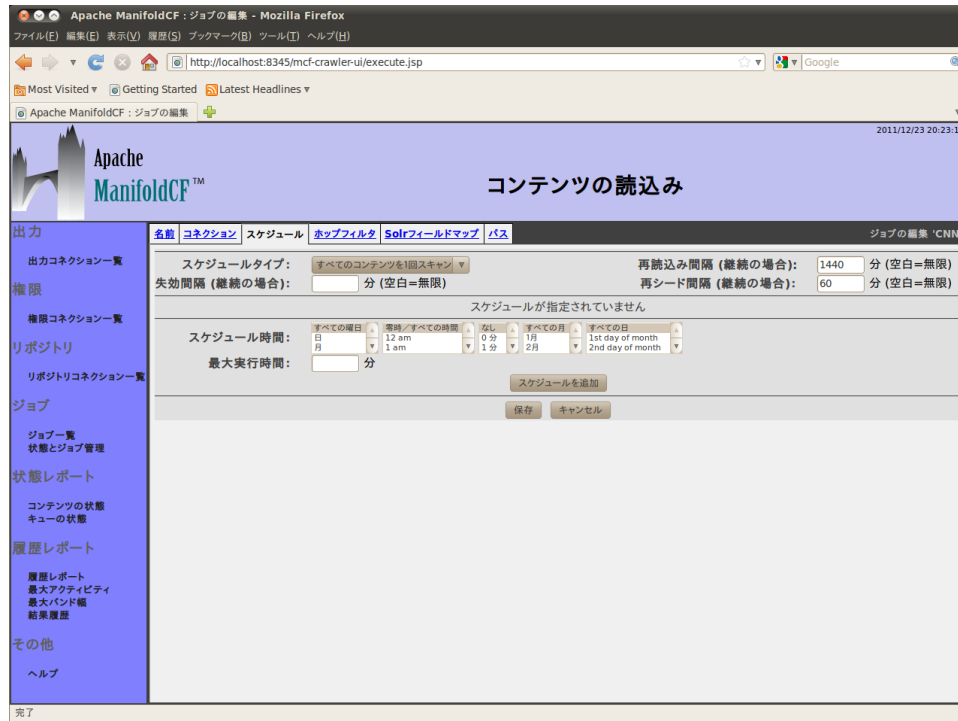 Apache ManifoldCF : ジョブの編集 - Mozilla Firefox
ファイル(F) 編集(E) 表示(V) 履歴(S) ブックマーク(B) ツール(T) ヘルプ(H)
http://localhost:8345/mcf-crawler-ui/execute.jsp
Google
Most Visited Getting Started Latest Headlines
Apache ManifoldCF : ジョブの編集
2011/12/23 20:23:1
Apache
ManifoldCF™
コンテンツの読込み
出力
出力コネクション一覧
権限
権限コネクション一覧
リポジトリ
リポジトリコネクション一覧
ジョブ
ジョブ一覧
状態とジョブ管理
状態レポート
コンテンツの状態
キューの状態
履歴レポート
履歴レポート
最大アクティビティ
最大バンド幅
結果履歴
その他
ヘルプ
名前 コネクション スケジュール ホップフィルタ Solrフィールドマップ パス
ジョブの編集 'CNN
スケジュールタイプ: すべてのコンテンツを1回スキャン
再読込み間隔 (継続の場合): 1440 分 (空白=無限)
失効間隔 (継続の場合): 分 (空白=無限)
再シード間隔 (継続の場合): 60 分 (空白=無限)
スケジュールが指定されていません
スケジュール時間:
すべての曜日 零時/すべての時間 なし すべての月 すべての日
日 12 am 0 分 1月 1st day of month
月 1 am 1 分 2月 2nd day of month
最大実行時間: 分
スケジュールを追加
保存 キャンセル
完了